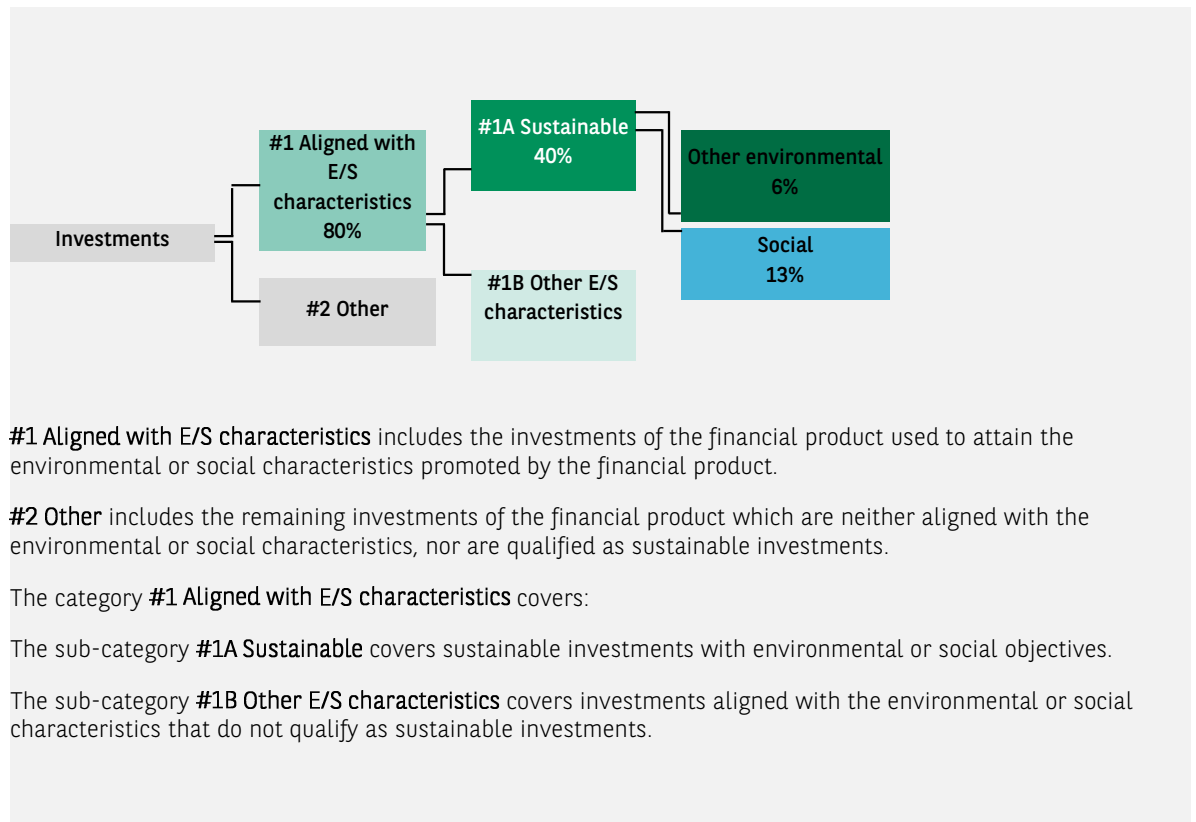 Investments
#1 Aligned with
E/S
characteristics
80%
#2 Other
#1A Sustainable
40%
#1B Other E/S
characteristics
Other environmental
6%
Social
13%
#1 Aligned with E/S characteristics includes the investments of the financial product used to attain the
environmental or social characteristics promoted by the financial product.
#2 Other includes the remaining investments of the financial product which are neither aligned with the
environmental or social characteristics, nor are qualified as sustainable investments.
The category #1 Aligned with E/S characteristics covers:
The sub-category #1A Sustainable covers sustainable investments with environmental or social objectives.
The sub-category #1B Other E/S characteristics covers investments aligned with the environmental or social
characteristics that do not qualify as sustainable investments.